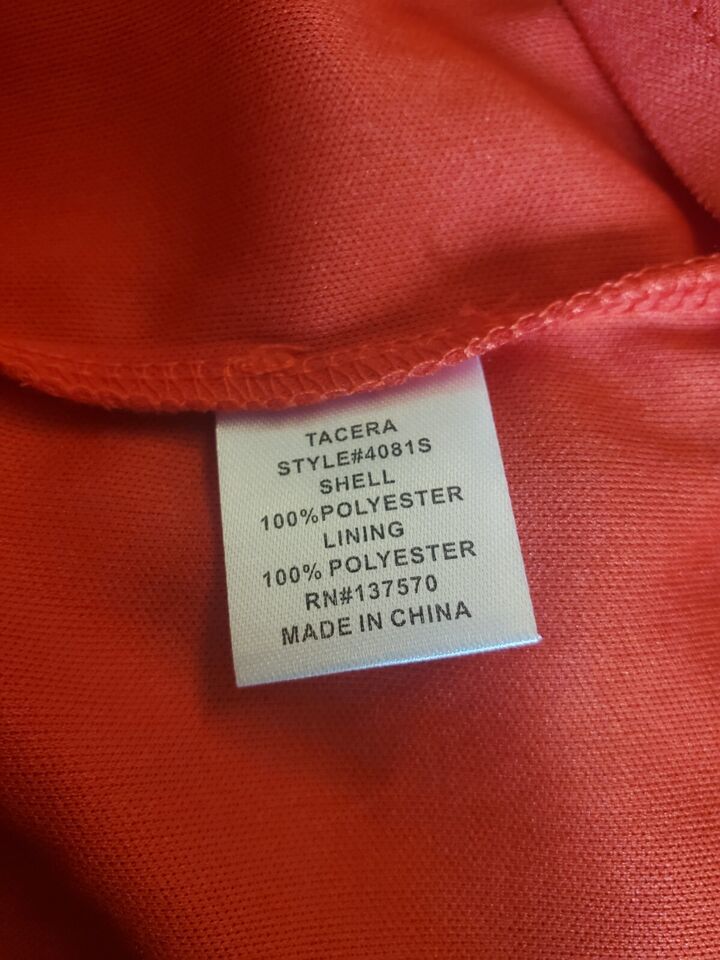 TACERA
STYLE#4081S
SHELL
100%POLYESTER
LINING
100% POLYESTER
RN#137570
MADE IN CHINA